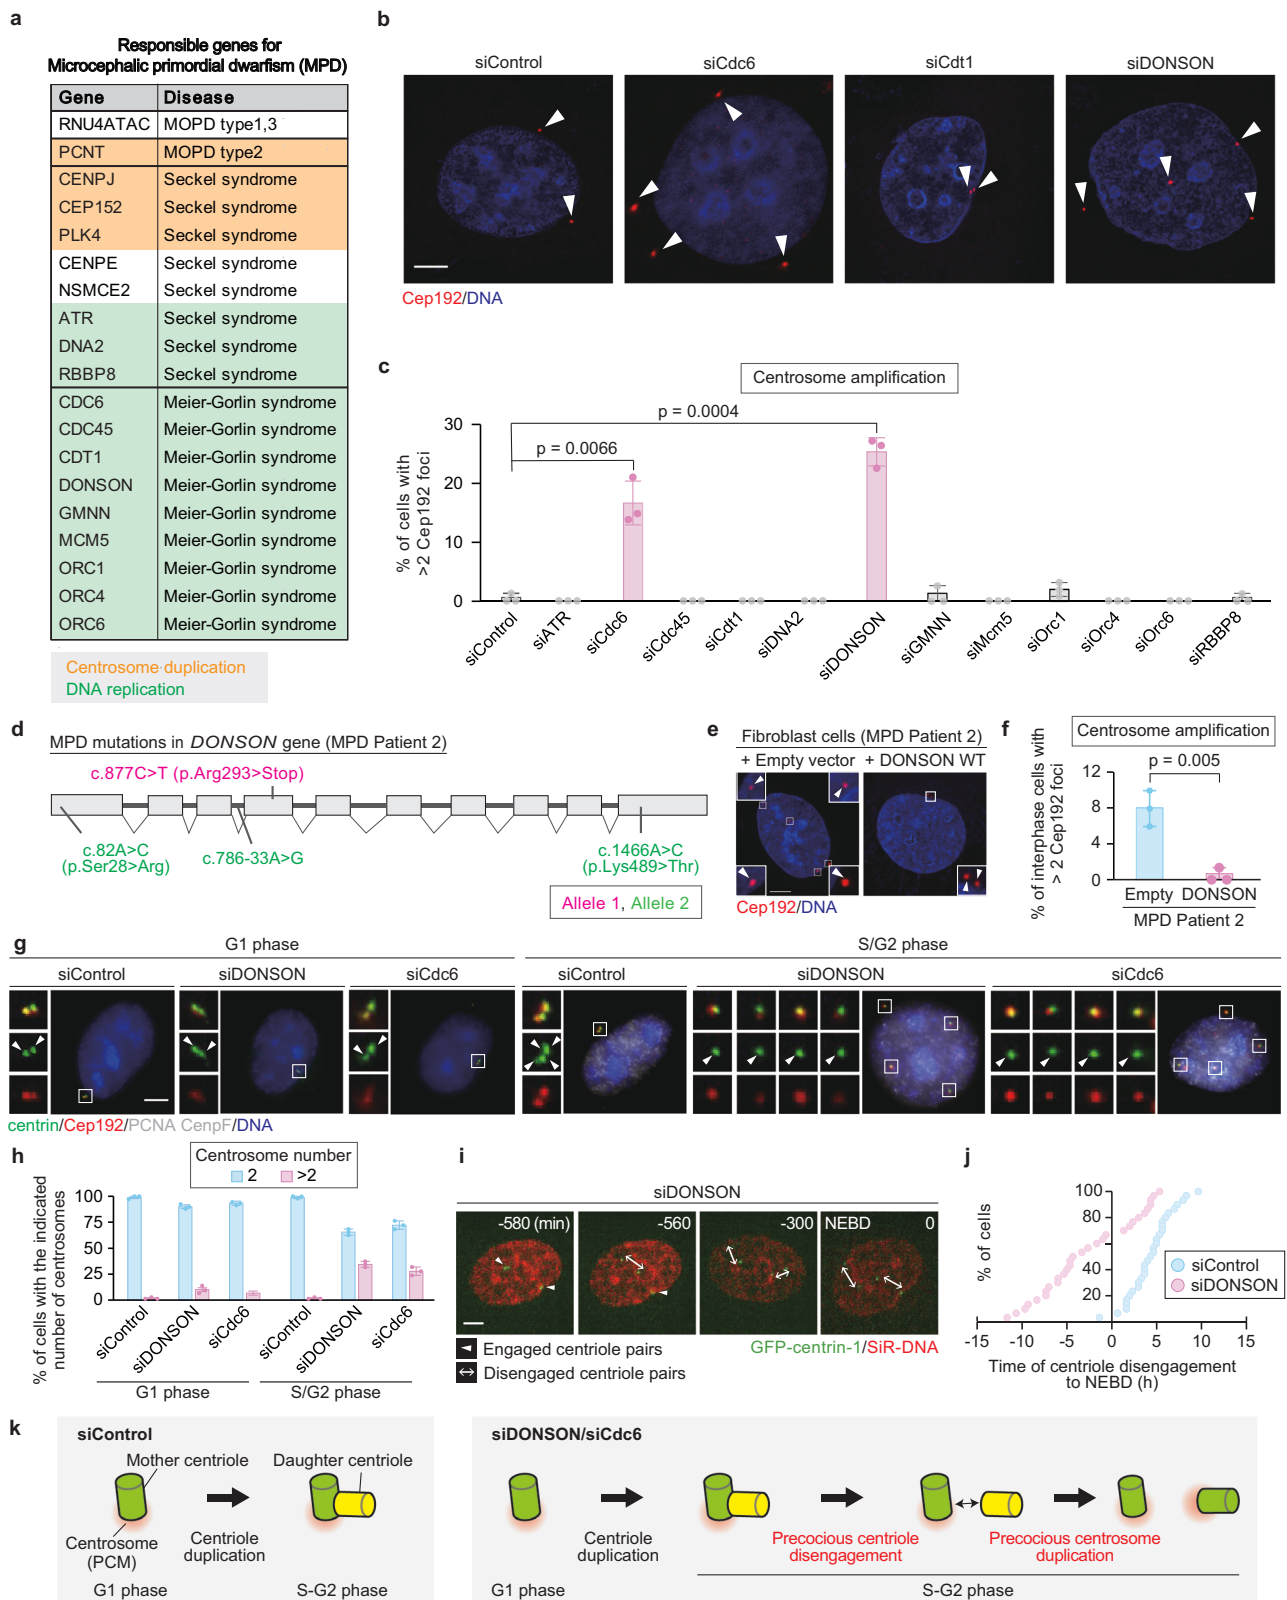 a
Responsible genes for
Microcephalic primordial dwarfism (MPD)
Gene Disease
RNU4ATAC MOPD type1,3
PCNT MOPD type2
CENPJ Seckel syndrome
CEP152 Seckel syndrome
PLK4 Seckel syndrome
CENPE Seckel syndrome
NSMCE2 Seckel syndrome
ATR Seckel syndrome
DNA2 Seckel syndrome
RBBP8 Seckel syndrome
CDC6 Meier-Gorlin syndrome
CDC45 Meier-Gorlin syndrome
CDT1 Meier-Gorlin syndrome
DONSON Meier-Gorlin syndrome
GMNN Meier-Gorlin syndrome
MCM5 Meier-Gorlin syndrome
ORC1 Meier-Gorlin syndrome
ORC4 Meier-Gorlin syndrome
ORC6 Meier-Gorlin syndrome
Centrosome·duplication
DNA replication
b
siControl siCdc6 siCdt1 siDONSON
Cep192/DNA
c
Centrosome amplification
p = 0.0004
p = 0.0066
% of cells with
>2 Cep192 foci
30
20
10
0
siControl siATR siCdc6 siCdc45 siCdt1 siDNA2 siDONSON siGMNN siMcm5 siOrc1 siOrc4 siOrc6 siRBBP8
d
MPD mutations in DONSON gene (MPD Patient 2)
c.877C>T (p.Arg293>Stop)
c.82A>C
(p.Ser28>Arg)
c.786-33A>G
c.1466A>C
(p.Lys489>Thr)
Allele 1, Allele 2
e
Fibroblast cells (MPD Patient 2)
+ Empty vector + DONSON WT
Cep192/DNA
f
Centrosome amplification
p = 0.005
% of interphase cells with
> 2 Cep192 foci
12
8
4
0
Empty DONSON
MPD Patient 2
g
G1 phase S/G2 phase
siControl siDONSON siCdc6 siControl siDONSON siCdc6
centrin/Cep192/PCNA CenpF/DNA
h
Centrosome number
2 >2
% of cells with the indicated
number of centrosomes
100
75
50
25
0
siControl siDONSON siCdc6 siControl siDONSON siCdc6
G1 phase S/G2 phase
i
siDONSON
-580 (min) -560 -300 NEBD 0
Engaged centriole pairs
Disengaged centriole pairs
GFP-centrin-1/SiR-DNA
j
% of cells
100
80
40
20
-15 -10 -5 0 5 10 15
Time of centriole disengagement
to NEBD (h)
siControl
siDONSON
k
siControl
Mother centriole Daughter centriole
Centrosome
(PCM)
Centriole
duplication
G1 phase S-G2 phase
siDONSON/siCdc6
Centriole
duplication
Precocious centriole
disengagement
Precocious centrosome
duplication
G1 phase S-G2 phase